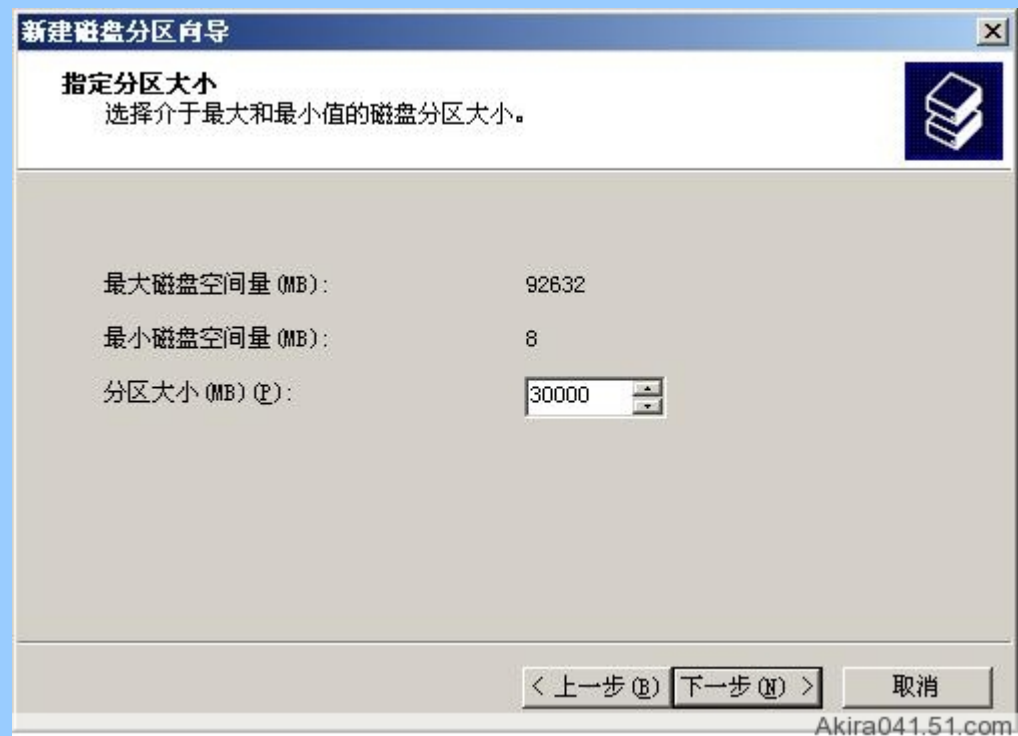 新建磁盘分区向导
指定分区大小
选择介于最大和最小值的磁盘分区大小。
最大磁盘空间量(MB): 92632
最小磁盘空间量(MB): 8
分区大小(MB)(P): 30000
< 上一步(B) 下一步(N) > 取消
Akira041.51.com